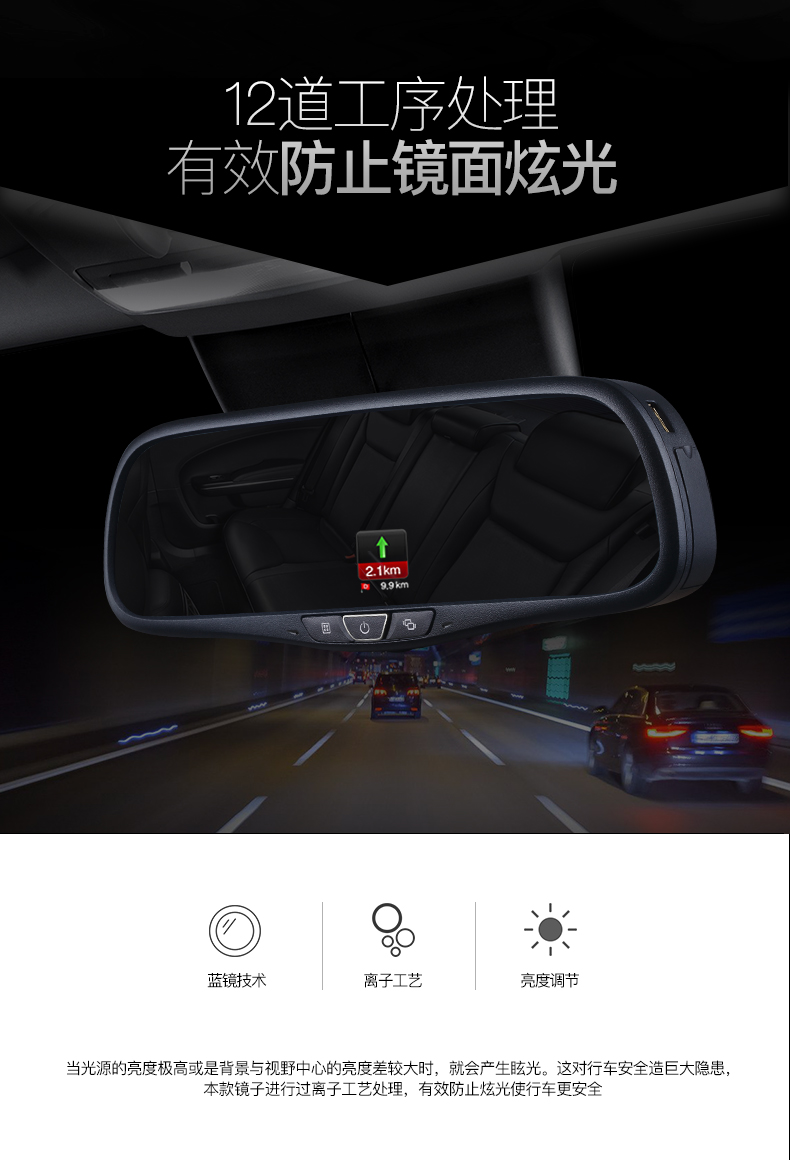 12道工序处理
有效防止镜面炫光
2.1km
D 9.9km
蓝镜技术
离子工艺
亮度调节
当光源的亮度极高或是背景与视野中心的亮度差较大时，就会产生眩光。这对行车安全造巨大隐患，
本款镜子进行过离子工艺处理，有效防止炫光使行车更安全